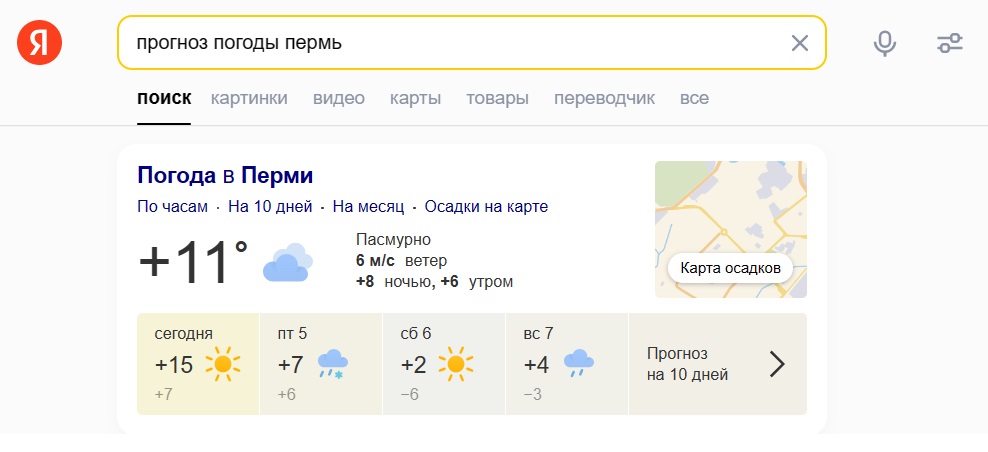 Я
прогноз погоды пермь
поиск картинки видео карты товары переводчик все
Погода в Перми
По часам · На 10 дней · На месяц · Осадки на карте
+11°
Пасмурно
6 м/с ветер
+8 ночью, +6 утром
Карта осадков
сегодня
+15
+7
пт 5
+7
+6
сб 6
+2
−6
вс 7
+4
−3
Прогноз
на 10 дней